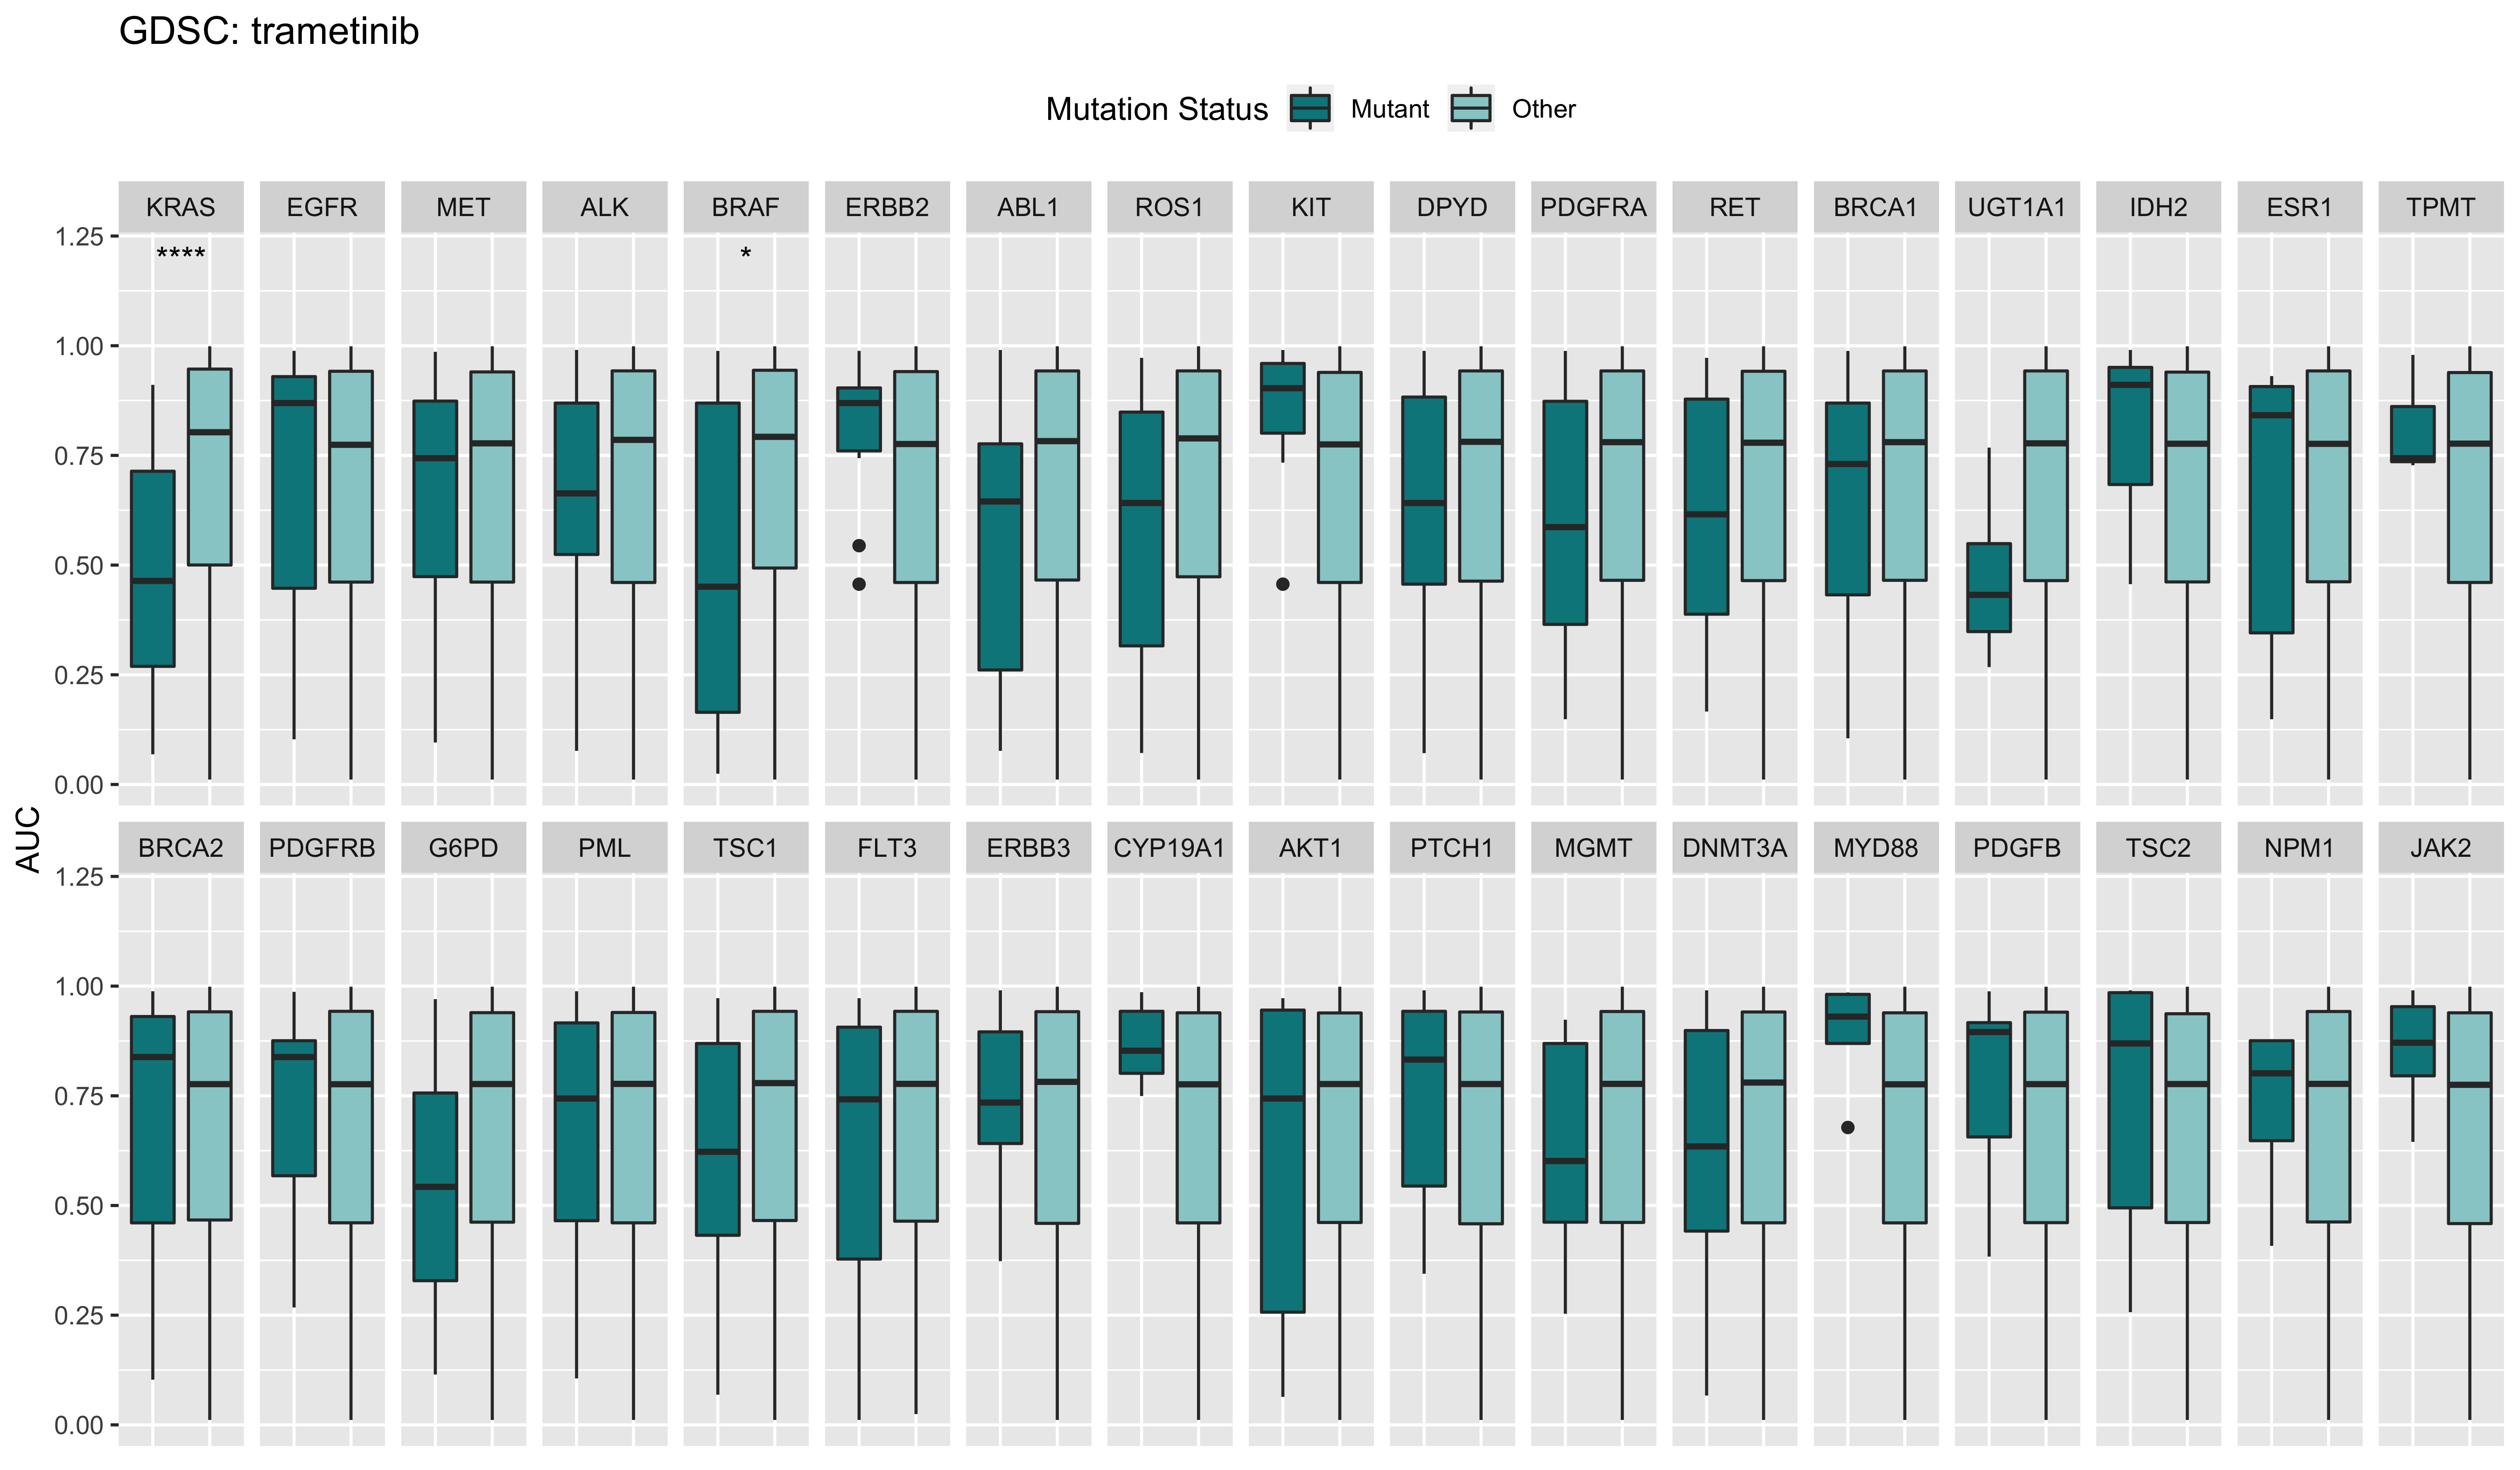 GDSC: trametinib
Mutation Status Mutant Other
KRAS EGFR MET ALK BRAF ERBB2 ABL1 ROS1 KIT DPYD PDGFRA RET BRCA1 UGT1A1 IDH2 ESR1 TPMT
1.25
**** *
1.00
0.75
0.50
0.25
0.00
AUC
BRCA2 PDGFRB G6PD PML TSC1 FLT3 ERBB3 CYP19A1 AKT1 PTCH1 MGMT DNMT3A MYD88 PDGFB TSC2 NPM1 JAK2
1.25
1.00
0.75
0.50
0.25
0.00